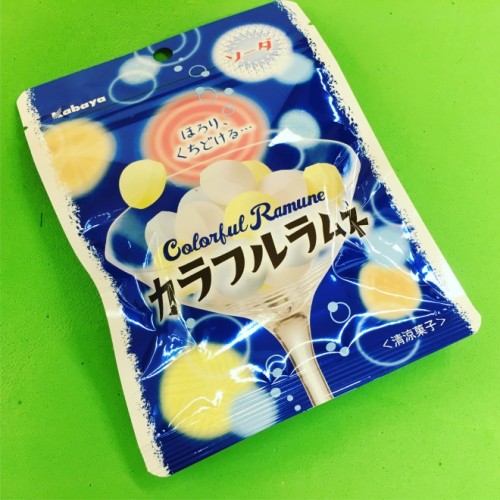 Kabaya
ソーダ
ほろり、
くちどける…
Colorful Ramune
カラフルラムネ
<清涼菓子>